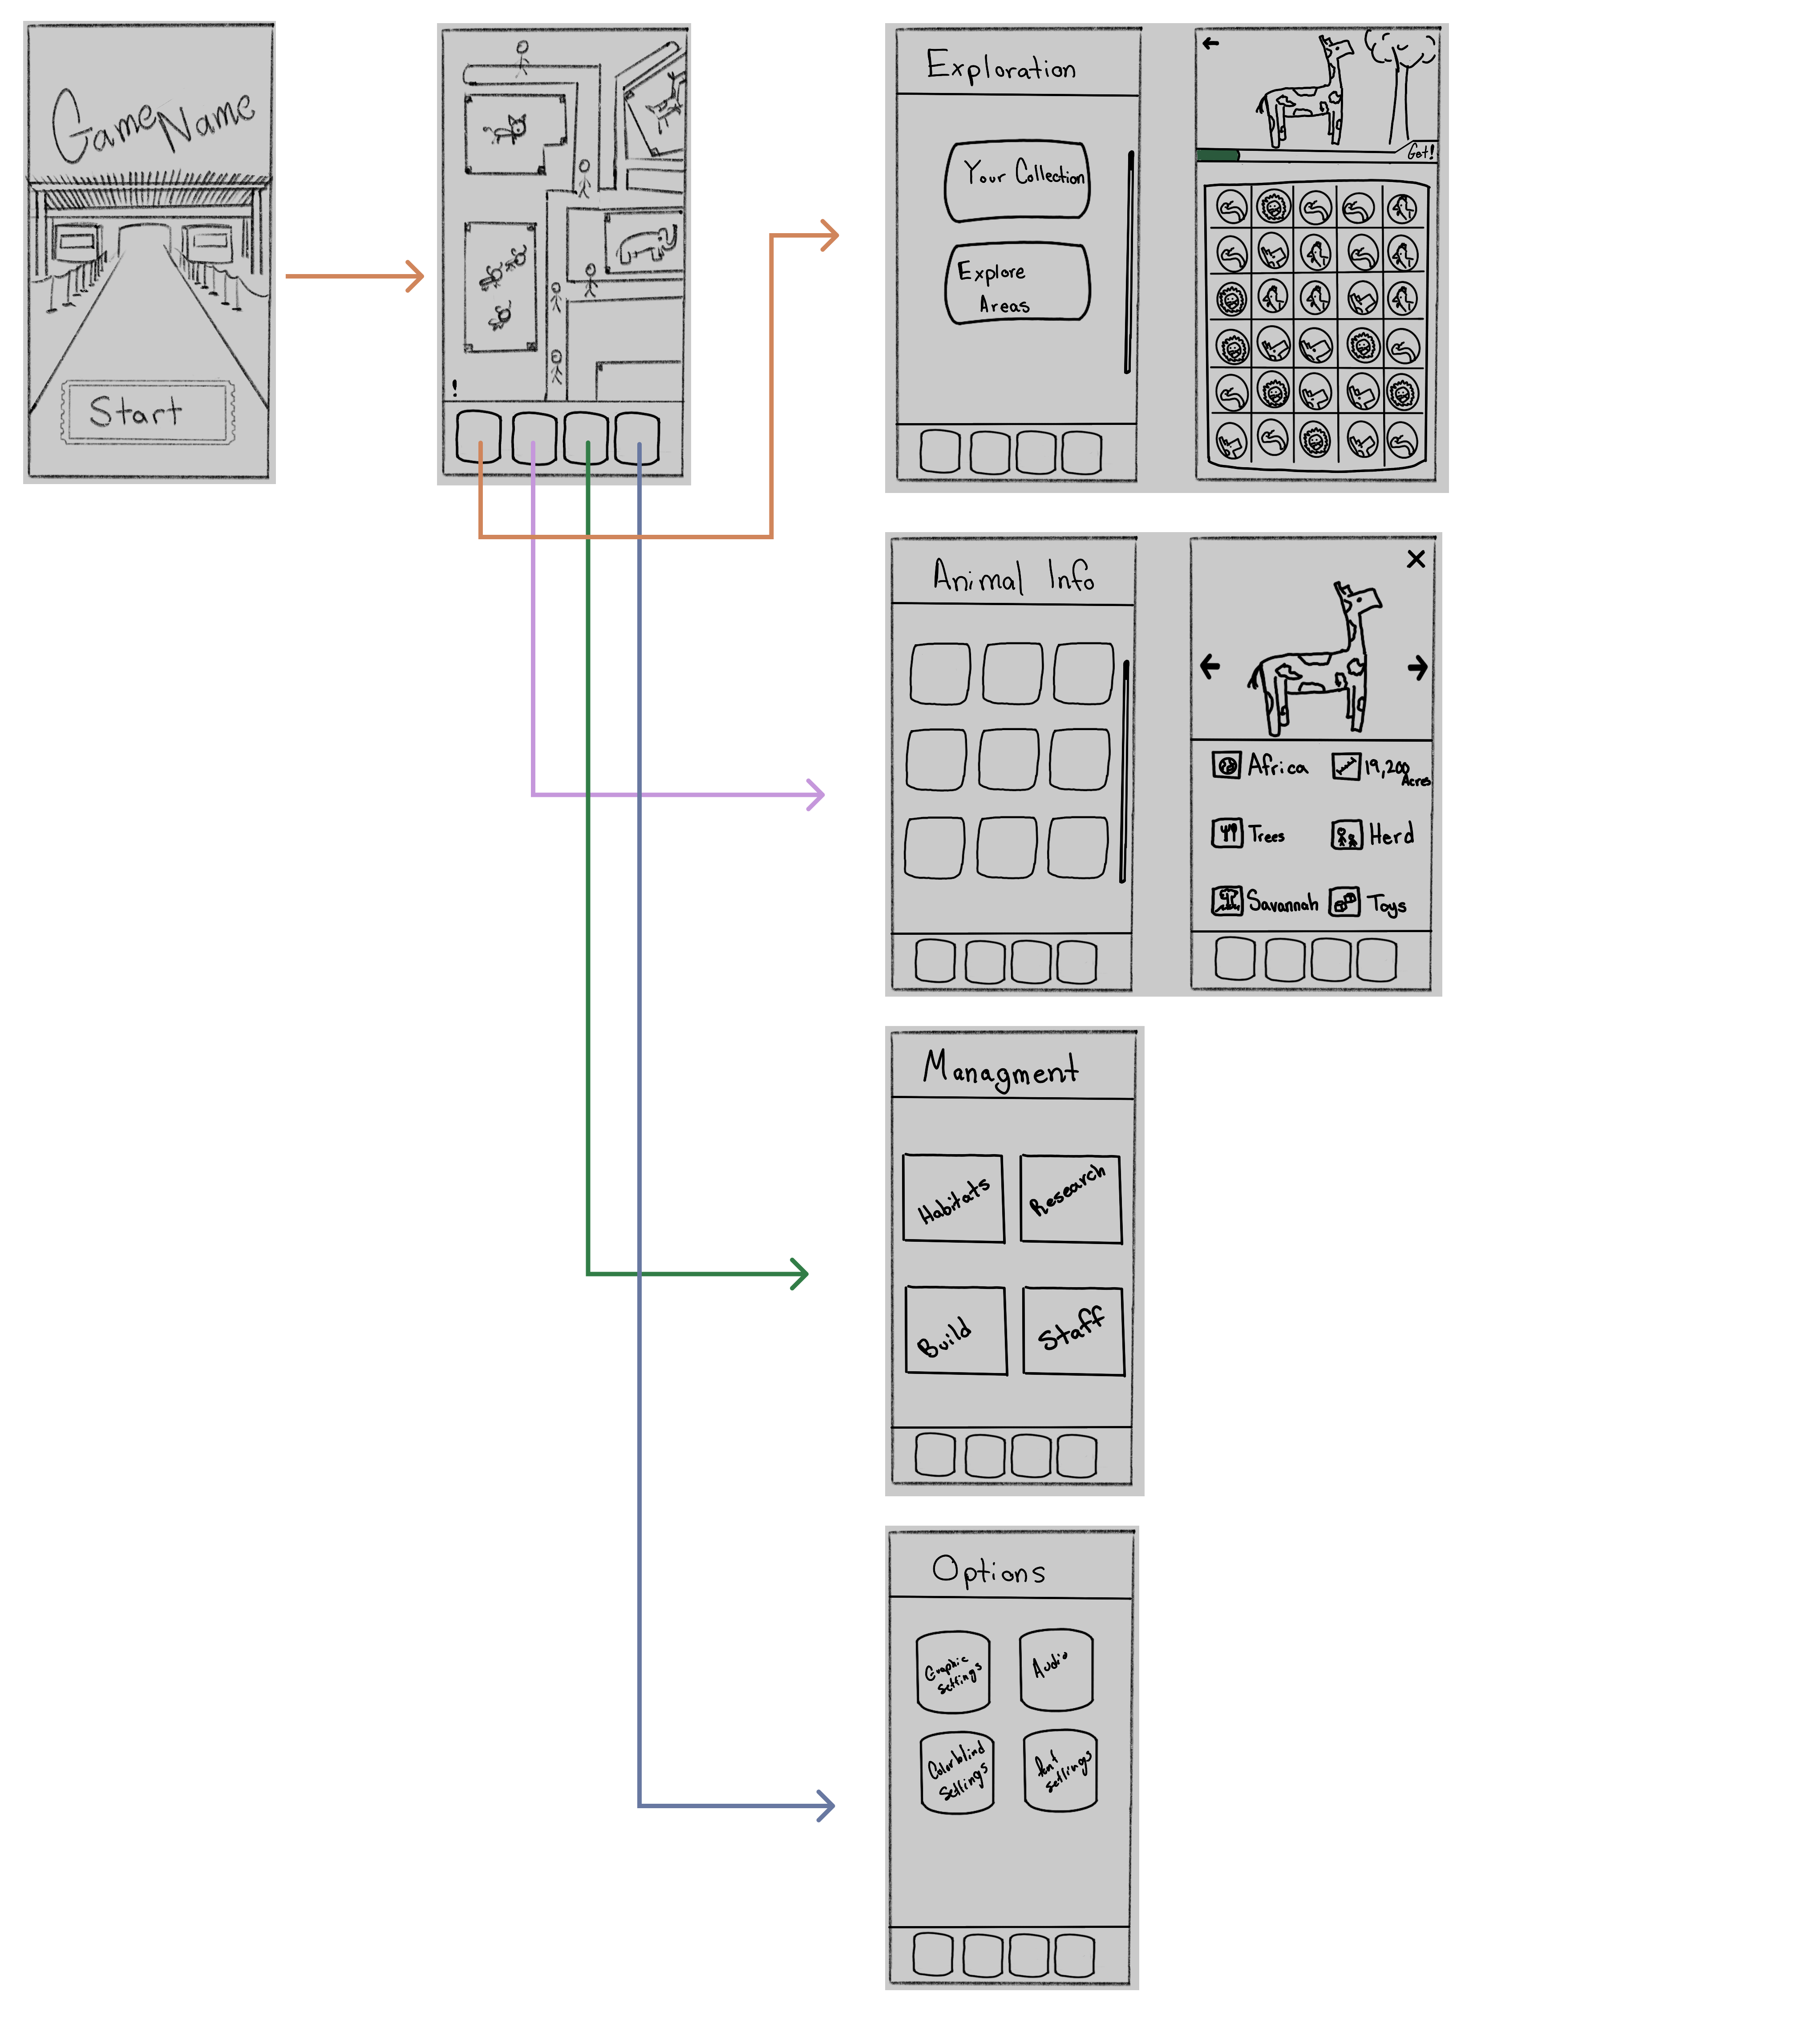 Game Name
Start
!
Exploration
Your Collection
Explore
Areas
Get!
Animal Info
Africa
19,200
Acres
Trees
Herd
Savannah
Toys
Managment
Habitats
Research
Build
Staff
Options
Graphic
settings
Audio
Colorblind
Settings
Font
settings